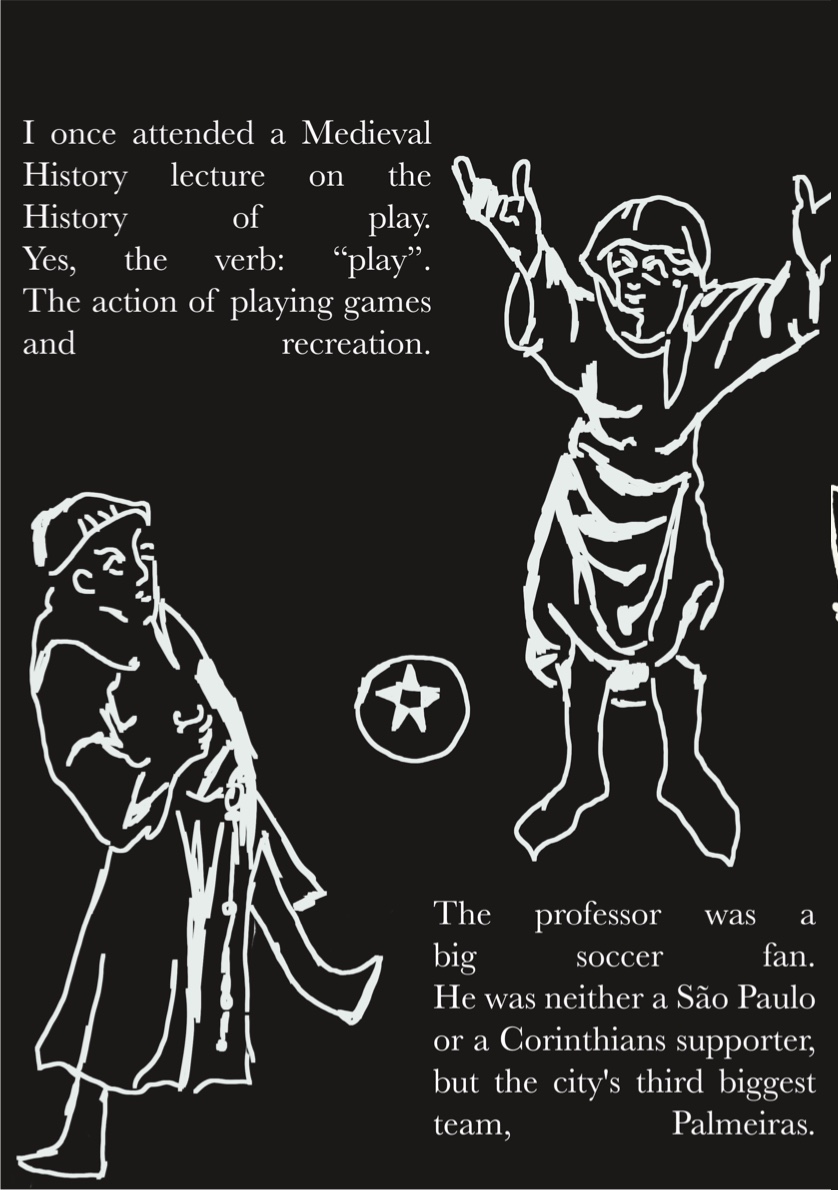 I once attended a Medieval
History lecture on the
History of play.
Yes, the verb: “play”.
The action of playing games
and recreation.
The professor was a
big soccer fan.
He was neither a São Paulo
or a Corinthians supporter,
but the city's third biggest
team, Palmeiras.